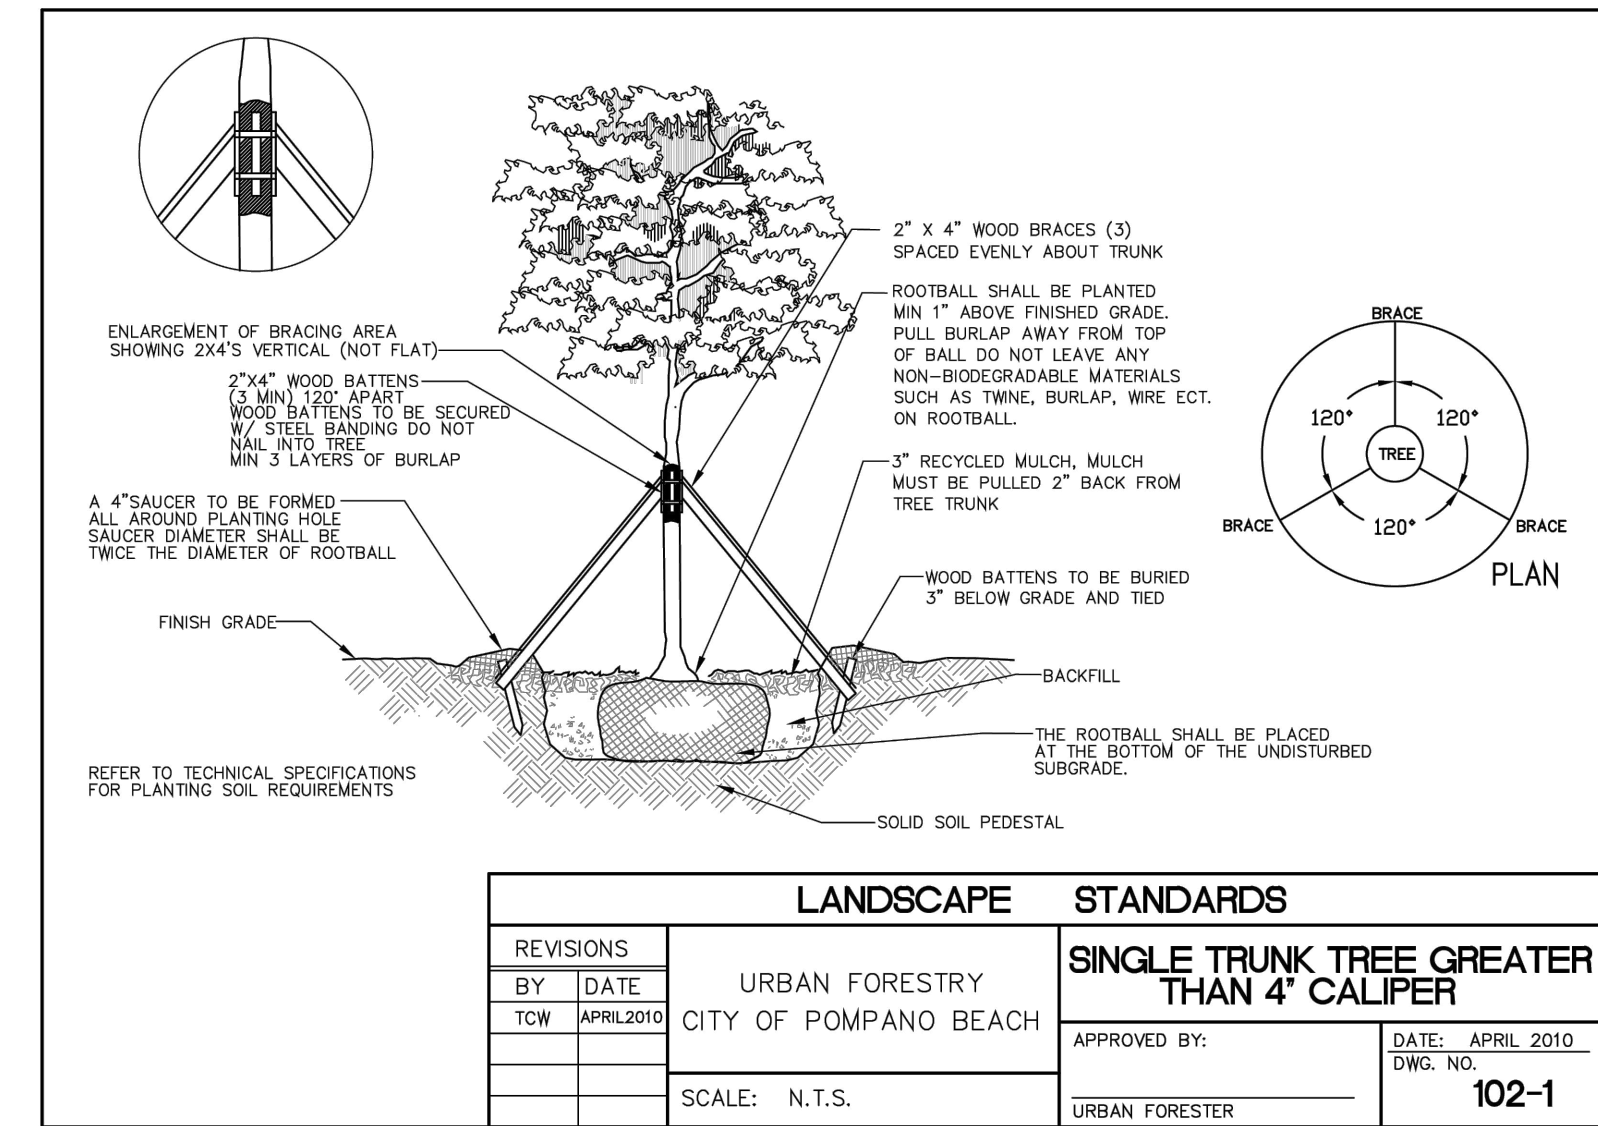 ENLARGEMENT OF BRACING AREA
SHOWING 2X4'S VERTICAL (NOT FLAT)
2"X4" WOOD BATTENS
(3 MIN) 120° APART
WOOD BATTENS TO BE SECURED
W/ STEEL BANDING DO NOT
NAIL INTO TREE
MIN 3 LAYERS OF BURLAP
A 4"SAUCER TO BE FORMED
ALL AROUND PLANTING HOLE
SAUCER DIAMETER SHALL BE
TWICE THE DIAMETER OF ROOTBALL
FINISH GRADE
REFER TO TECHNICAL SPECIFICATIONS
FOR PLANTING SOIL REQUIREMENTS
2" X 4" WOOD BRACES (3)
SPACED EVENLY ABOUT TRUNK
ROOTBALL SHALL BE PLANTED
MIN 1" ABOVE FINISHED GRADE.
PULL BURLAP AWAY FROM TOP
OF BALL DO NOT LEAVE ANY
NON-BIODEGRADABLE MATERIALS
SUCH AS TWINE, BURLAP, WIRE ECT.
ON ROOTBALL.
3" RECYCLED MULCH, MULCH
MUST BE PULLED 2" BACK FROM
TREE TRUNK
WOOD BATTENS TO BE BURIED
3" BELOW GRADE AND TIED
BACKFILL
THE ROOTBALL SHALL BE PLACED
AT THE BOTTOM OF THE UNDISTURBED
SUBGRADE.
SOLID SOIL PEDESTAL
BRACE
120° 120°
TREE
BRACE 120° BRACE
PLAN
LANDSCAPE STANDARDS
REVISIONS
BY DATE
TCW APRIL2010
URBAN FORESTRY
CITY OF POMPANO BEACH
SCALE: N.T.S.
SINGLE TRUNK TREE GREATER
THAN 4" CALIPER
APPROVED BY:
URBAN FORESTER
DATE: APRIL 2010
DWG. NO.
102-1